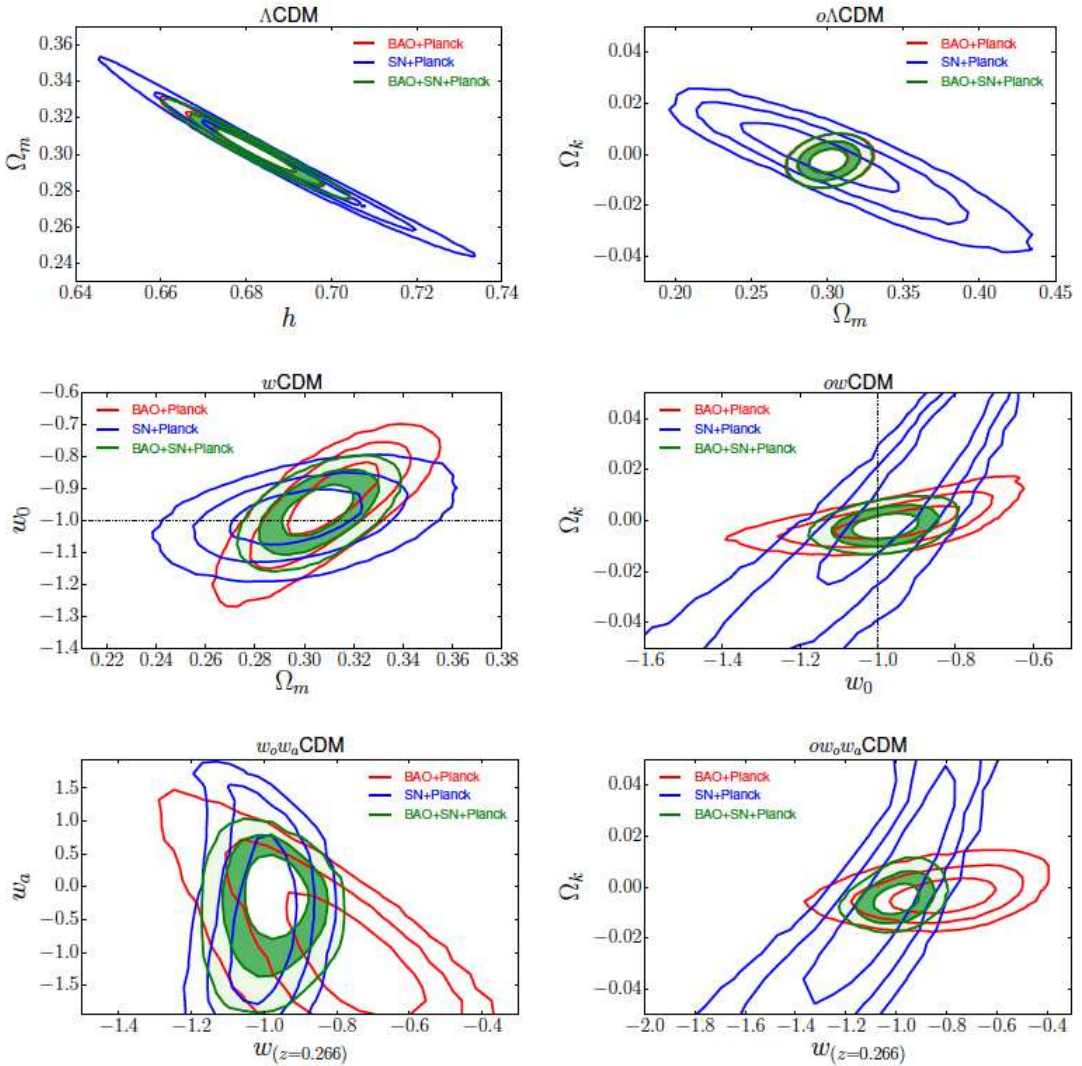 ΛCDM
0.36
0.34
0.32
0.30
0.28
0.26
0.24
Ωm
BAO+Planck
SN+Planck
BAO+SN+Planck
0.64 0.66 0.68 0.70 0.72 0.74
h
oΛCDM
0.04
0.02
0.00
−0.02
−0.04
Ωk
BAO+Planck
SN+Planck
BAO+SN+Planck
0.20 0.25 0.30 0.35 0.40 0.45
Ωm
wCDM
−0.6
−0.7
−0.8
−0.9
−1.0
−1.1
−1.2
−1.3
−1.4
w0
BAO+Planck
SN+Planck
BAO+SN+Planck
0.22 0.24 0.26 0.28 0.30 0.32 0.34 0.36 0.38
Ωm
owCDM
0.04
0.02
0.00
−0.02
−0.04
Ωk
BAO+Planck
SN+Planck
BAO+SN+Planck
−1.6 −1.4 −1.2 −1.0 −0.8 −0.6
w0
wowaCDM
1.5
1.0
0.5
0.0
−0.5
−1.0
−1.5
wa
BAO+Planck
SN+Planck
BAO+SN+Planck
−1.4 −1.2 −1.0 −0.8 −0.6 −0.4
w(z=0.266)
owowaCDM
0.04
0.02
0.00
−0.02
−0.04
Ωk
BAO+Planck
SN+Planck
BAO+SN+Planck
−2.0 −1.8 −1.6 −1.4 −1.2 −1.0 −0.8 −0.6 −0.4
w(z=0.266)